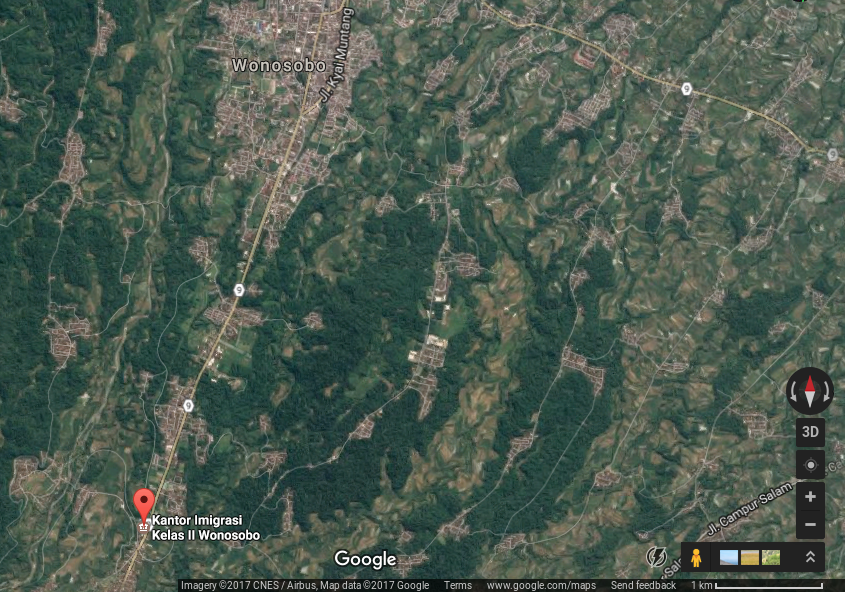 Wonosobo
Jl. Kyai Muntang
9
9
9
9
3D
Kantor Imigrasi
Kelas II Wonosobo
Jl. Campur Salam
Google
Imagery ©2017 CNES / Airbus, Map data ©2017 Google Terms www.google.com/maps Send feedback 1 km